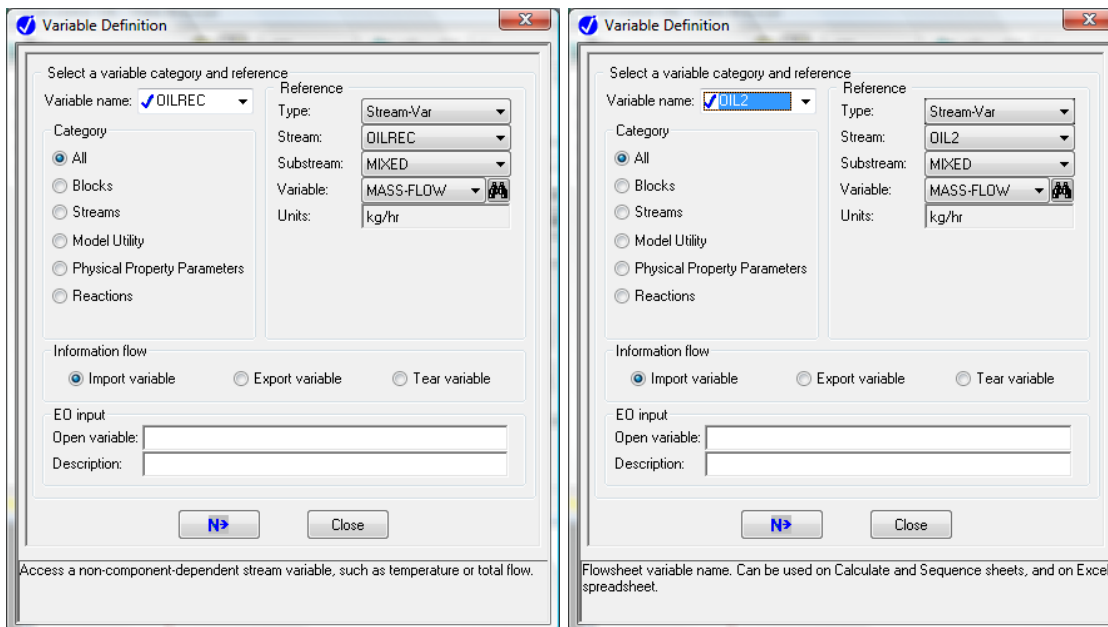 Variable Definition
Select a variable category and reference
Variable name: OILREC
Reference
Type: Stream-Var
Category
Stream: OILREC
All
Substream: MIXED
Blocks
Variable: MASS-FLOW
Streams
Units: kg/hr
Model Utility
Physical Property Parameters
Reactions
Information flow
Import variable Export variable Tear variable
EO input
Open variable:
Description:
N Close
Access a non-component-dependent stream variable, such as temperature or total flow.
Variable Definition
Select a variable category and reference
Variable name: OIL2
Reference
Type: Stream-Var
Category
Stream: OIL2
All
Substream: MIXED
Blocks
Variable: MASS-FLOW
Streams
Units: kg/hr
Model Utility
Physical Property Parameters
Reactions
Information flow
Import variable Export variable Tear variable
EO input
Open variable:
Description:
N Close
Flowsheet variable name. Can be used on Calculate and Sequence sheets, and on Excel
spreadsheet.